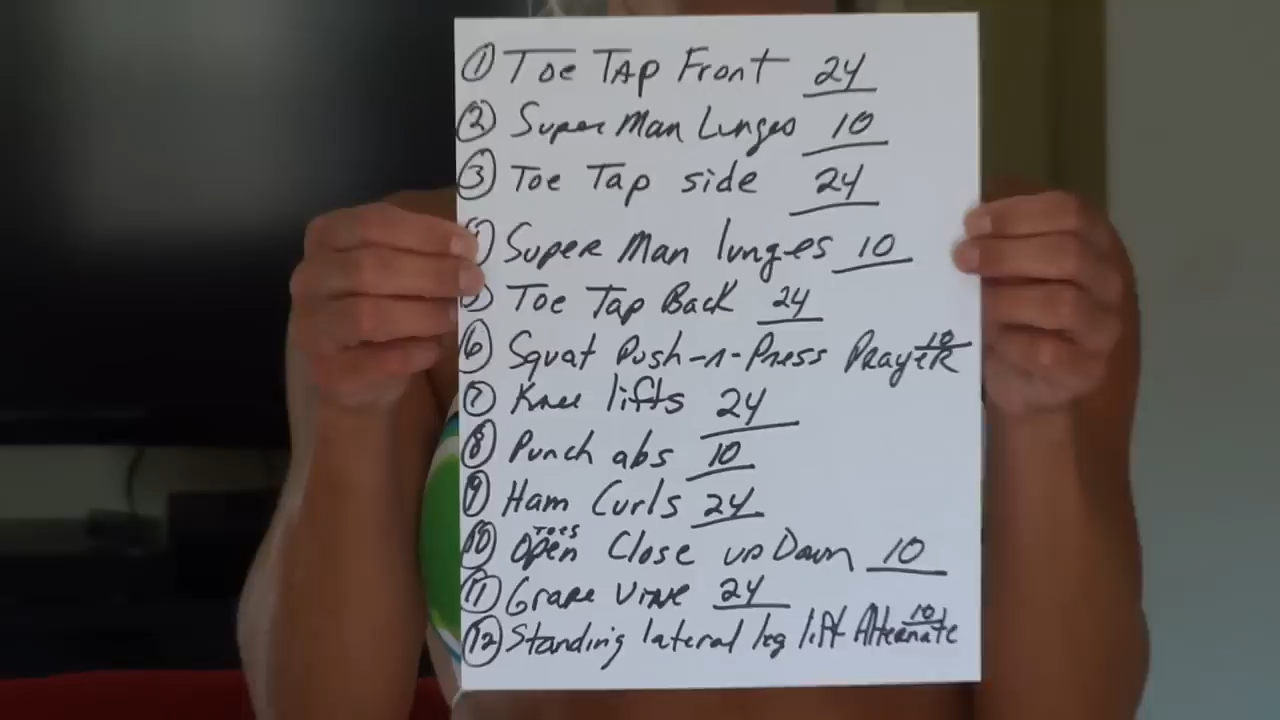 ① Toe Tap Front 24
② Super Man Lunges 10
③ Toe Tap side 24
④ Super Man lunges 10
⑤ Toe Tap Back 24
⑥ Squat Push-n-Press Prayer 10
⑦ Knee lifts 24
⑧ Punch abs 10
⑨ Ham Curls 24
⑩ Toes Open Close up Down 10
⑪ Grape vine 24
⑫ Standing lateral leg lift Alternate 10